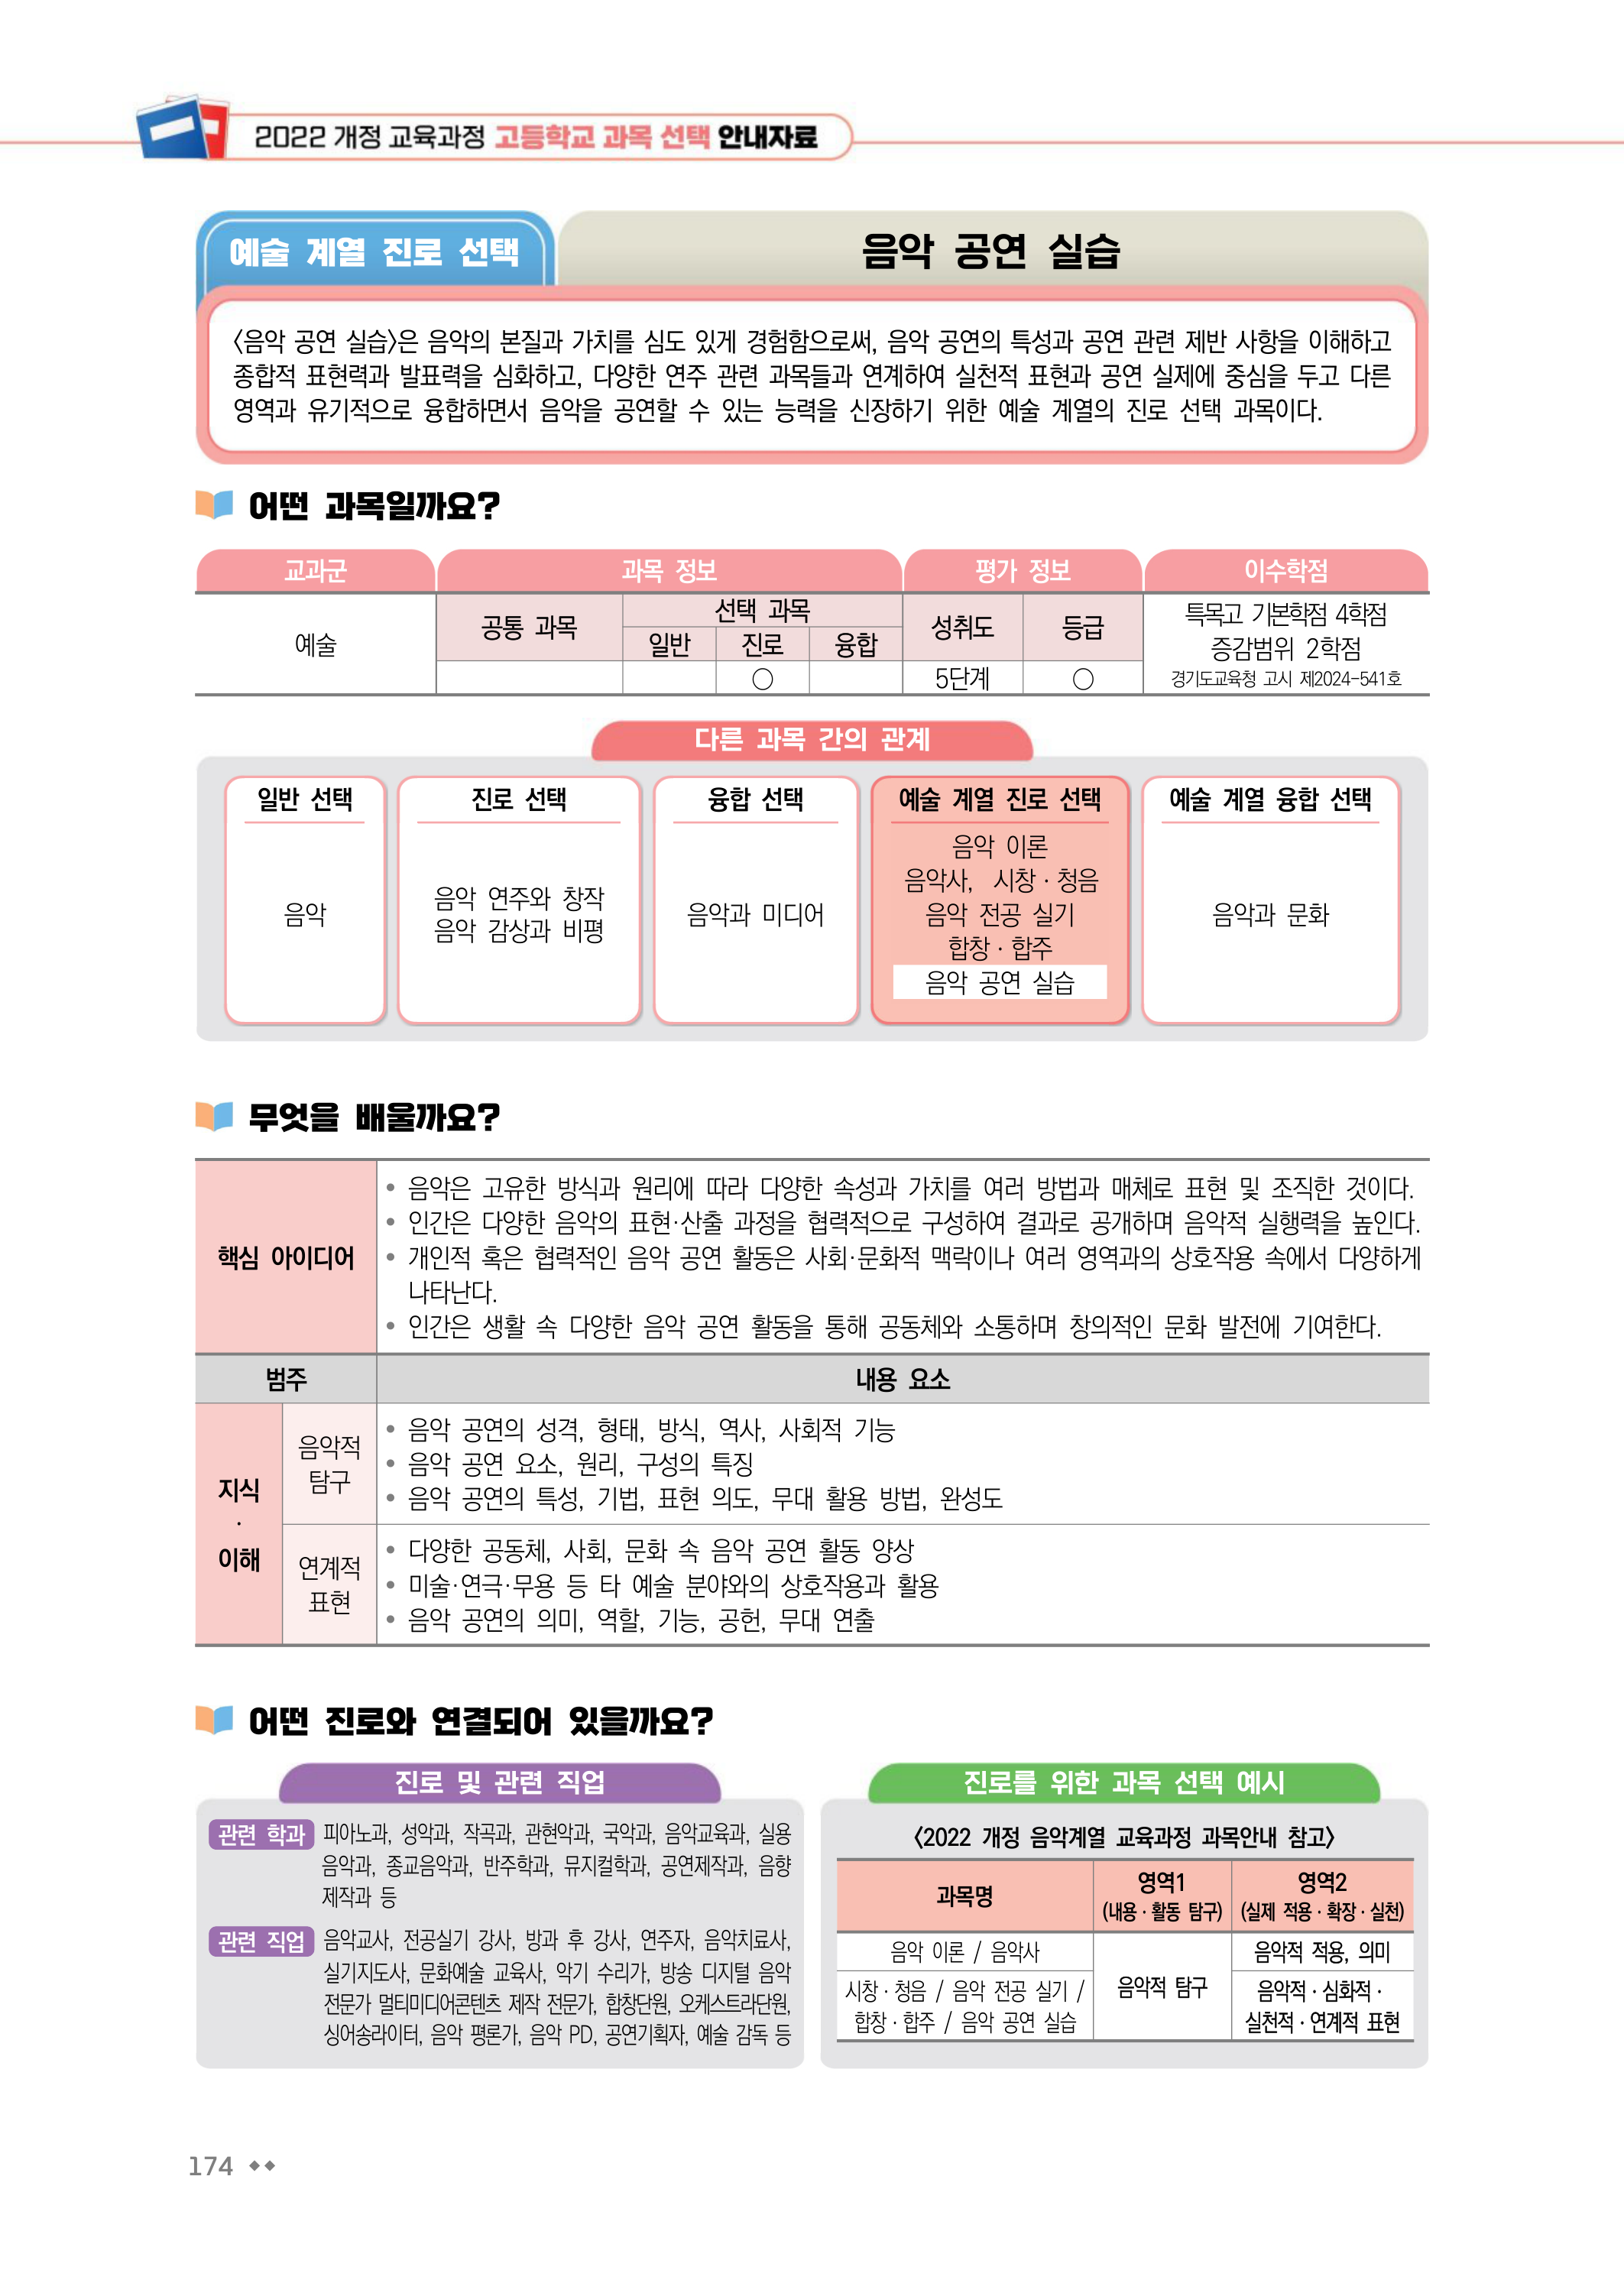 2022 개정 교육과정 고등학교 과목 선택 안내자료
예술 계열 진로 선택
음악 공연 실습
〈음악 공연 실습〉은 음악의 본질과 가치를 심도 있게 경험함으로써, 음악 공연의 특성과 공연 관련 제반 사항을 이해하고
종합적 표현력과 발표력을 심화하고, 다양한 연주 관련 과목들과 연계하여 실천적 표현과 공연 실제에 중심을 두고 다른
영역과 유기적으로 융합하면서 음악을 공연할 수 있는 능력을 신장하기 위한 예술 계열의 진로 선택 과목이다.
어떤 과목일까요?
교과군 과목 정보 평가 정보 이수학점
예술
공통 과목
선택 과목
일반 진로 융합
○
성취도 등급
5단계 ○
특목고 기본학점 4학점
증감범위 2학점
경기도교육청 고시 제2024-541호
다른 과목 간의 관계
일반 선택
음악
진로 선택
음악 연주와 창작
음악 감상과 비평
융합 선택
음악과 미디어
예술 계열 진로 선택
음악 이론
음악사, 시창·청음
음악 전공 실기
합창·합주
음악 공연 실습
예술 계열 융합 선택
음악과 문화
무엇을 배울까요?
핵심 아이디어
• 음악은 고유한 방식과 원리에 따라 다양한 속성과 가치를 여러 방법과 매체로 표현 및 조직한 것이다.
• 인간은 다양한 음악의 표현·산출 과정을 협력적으로 구성하여 결과로 공개하며 음악적 실행력을 높인다.
• 개인적 혹은 협력적인 음악 공연 활동은 사회·문화적 맥락이나 여러 영역과의 상호작용 속에서 다양하게
나타난다.
• 인간은 생활 속 다양한 음악 공연 활동을 통해 공동체와 소통하며 창의적인 문화 발전에 기여한다.
범주 내용 요소
지식
·
이해
음악적
탐구
• 음악 공연의 성격, 형태, 방식, 역사, 사회적 기능
• 음악 공연 요소, 원리, 구성의 특징
• 음악 공연의 특성, 기법, 표현 의도, 무대 활용 방법, 완성도
연계적
표현
• 다양한 공동체, 사회, 문화 속 음악 공연 활동 양상
• 미술·연극·무용 등 타 예술 분야와의 상호작용과 활용
• 음악 공연의 의미, 역할, 기능, 공헌, 무대 연출
어떤 진로와 연결되어 있을까요?
진로 및 관련 직업
관련 학과 피아노과, 성악과, 작곡과, 관현악과, 국악과, 음악교육과, 실용
음악과, 종교음악과, 반주학과, 뮤지컬학과, 공연제작과, 음향
제작과 등
관련 직업 음악교사, 전공실기 강사, 방과 후 강사, 연주자, 음악치료사,
실기지도사, 문화예술 교육사, 악기 수리가, 방송 디지털 음악
전문가 멀티미디어콘텐츠 제작 전문가, 합창단원, 오케스트라단원,
싱어송라이터, 음악 평론가, 음악 PD, 공연기획자, 예술 감독 등
진로를 위한 과목 선택 예시
〈2022 개정 음악계열 교육과정 과목안내 참고〉
과목명
영역1
(내용·활동 탐구)
영역2
(실제 적용·확장·실천)
음악 이론 / 음악사
시창·청음 / 음악 전공 실기 /
합창·합주 / 음악 공연 실습
음악적 탐구
음악적 적용, 의미
음악적·심화적·
실천적·연계적 표현
174 ◆◆